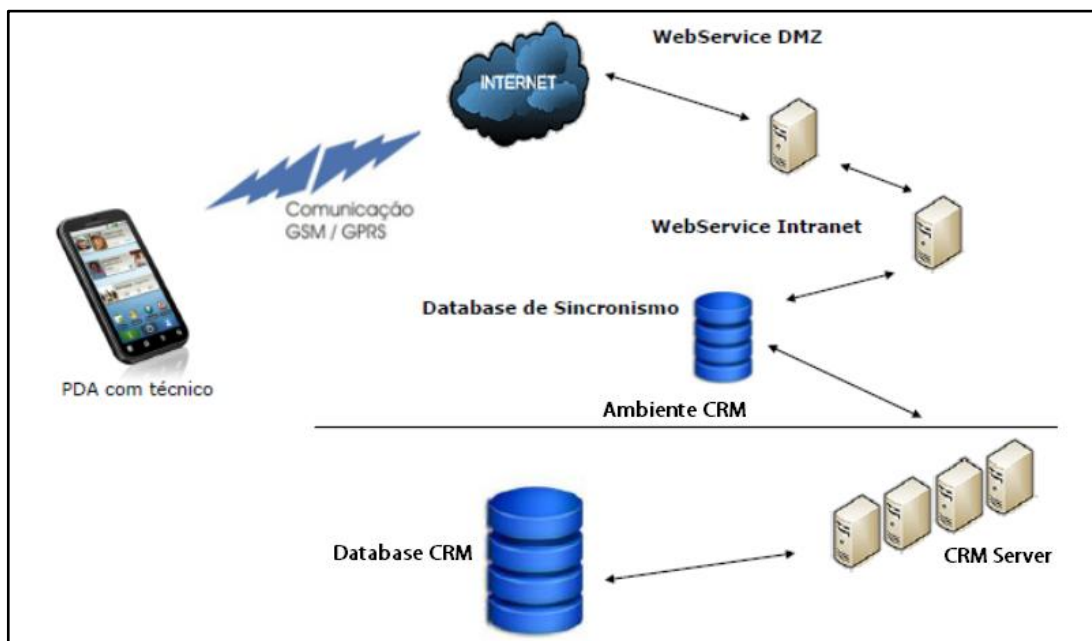 WebService DMZ
INTERNET
Comunicação
GSM / GPRS
WebService Intranet
Database de Sincronismo
PDA com técnico
Ambiente CRM
Database CRM
CRM Server